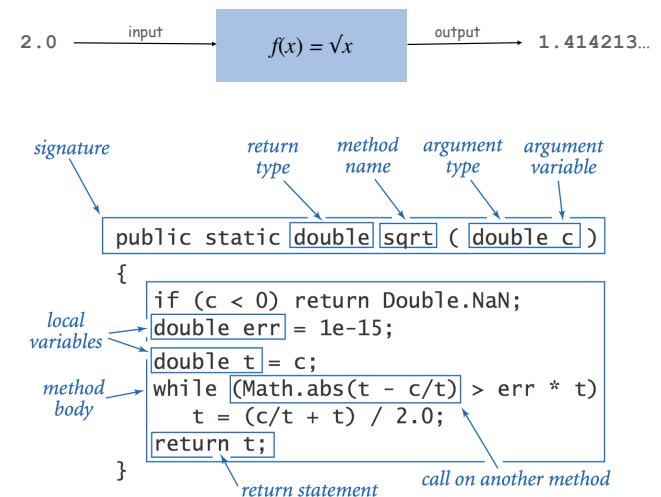 2.0 input f(x) = √x output 1.414213...
signature return type method name argument type argument variable
public static double sqrt ( double c )
{
if (c < 0) return Double.NaN;
local variables
double err = 1e-15;
double t = c;
method body
while (Math.abs(t - c/t) > err * t)
t = (c/t + t) / 2.0;
return t;
}
return statement
call on another method